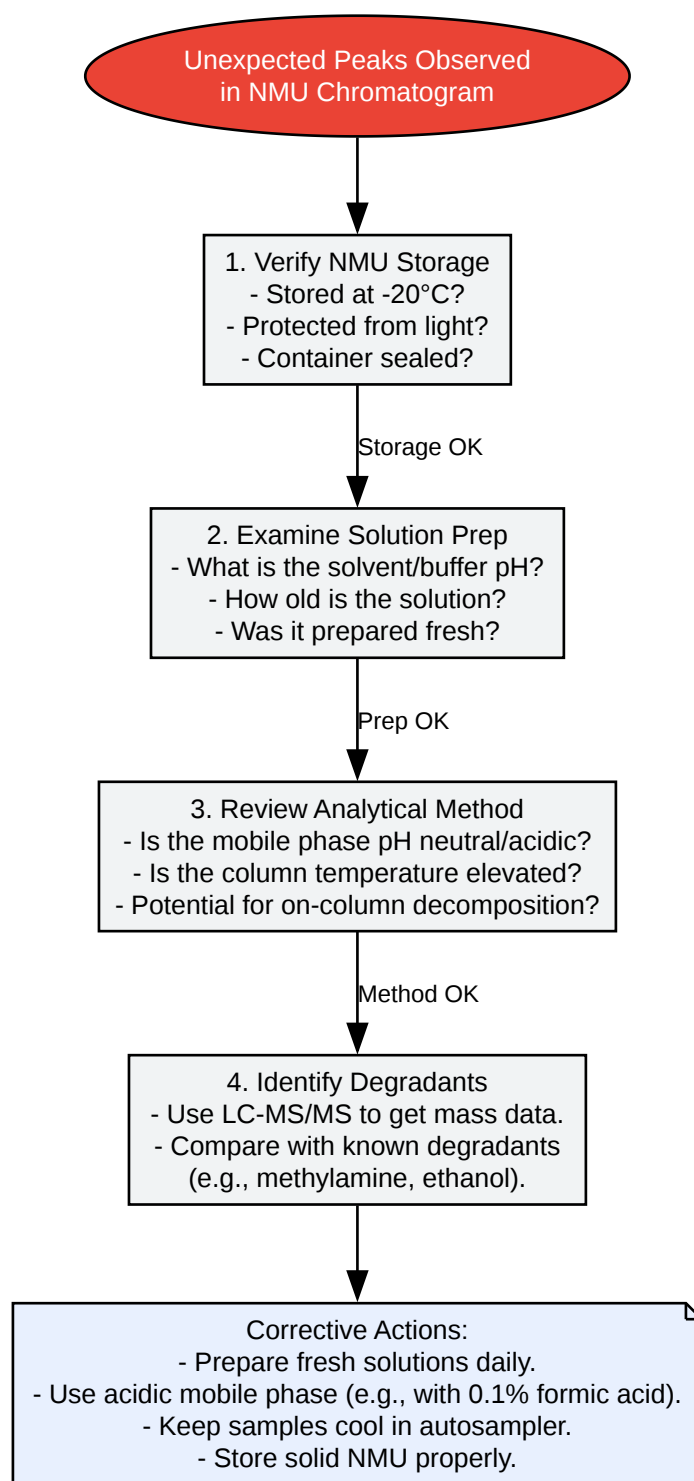 Unexpected Peaks Observed
in NMU Chromatogram
1. Verify NMU Storage
- Stored at -20°C?
- Protected from light?
- Container sealed?
Storage OK
2. Examine Solution Prep
- What is the solvent/buffer pH?
- How old is the solution?
- Was it prepared fresh?
Prep OK
3. Review Analytical Method
- Is the mobile phase pH neutral/acidic?
- Is the column temperature elevated?
- Potential for on-column decomposition?
Method OK
4. Identify Degradants
- Use LC-MS/MS to get mass data.
- Compare with known degradants
(e.g., methylamine, ethanol).
Corrective Actions:
- Prepare fresh solutions daily.
- Use acidic mobile phase (e.g., with 0.1% formic acid).
- Keep samples cool in autosampler.
- Store solid NMU properly.